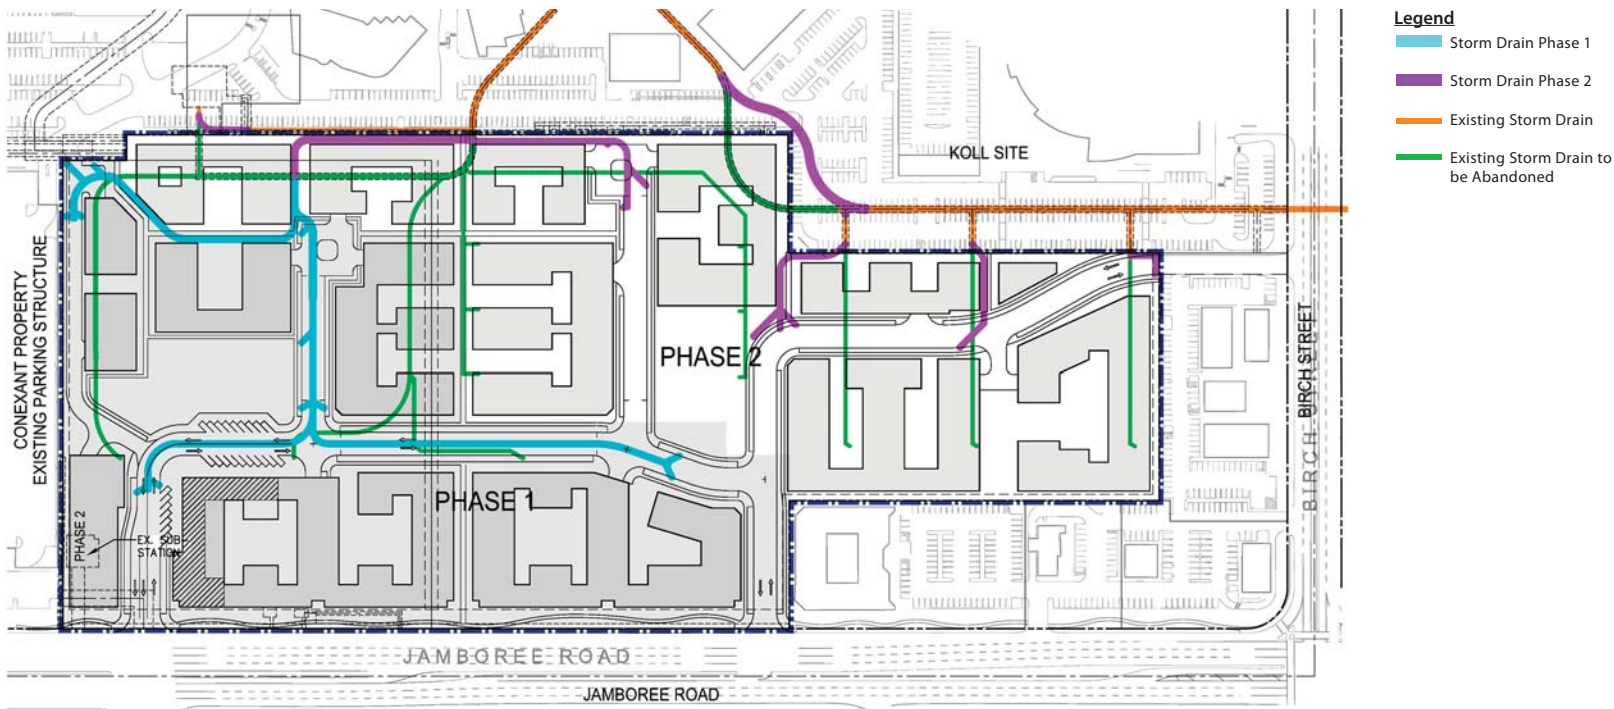 Legend
Storm Drain Phase 1
Storm Drain Phase 2
Existing Storm Drain
Existing Storm Drain to
be Abandoned
KOLL SITE
CONEXANT PROPERTY
EXISTING PARKING STRUCTURE
PHASE 2
PHASE 1
PHASE 2
EX. SUB-
STATION
BIRCH STREET
BIRCH
JAMBOREE ROAD
JAMBOREE ROAD